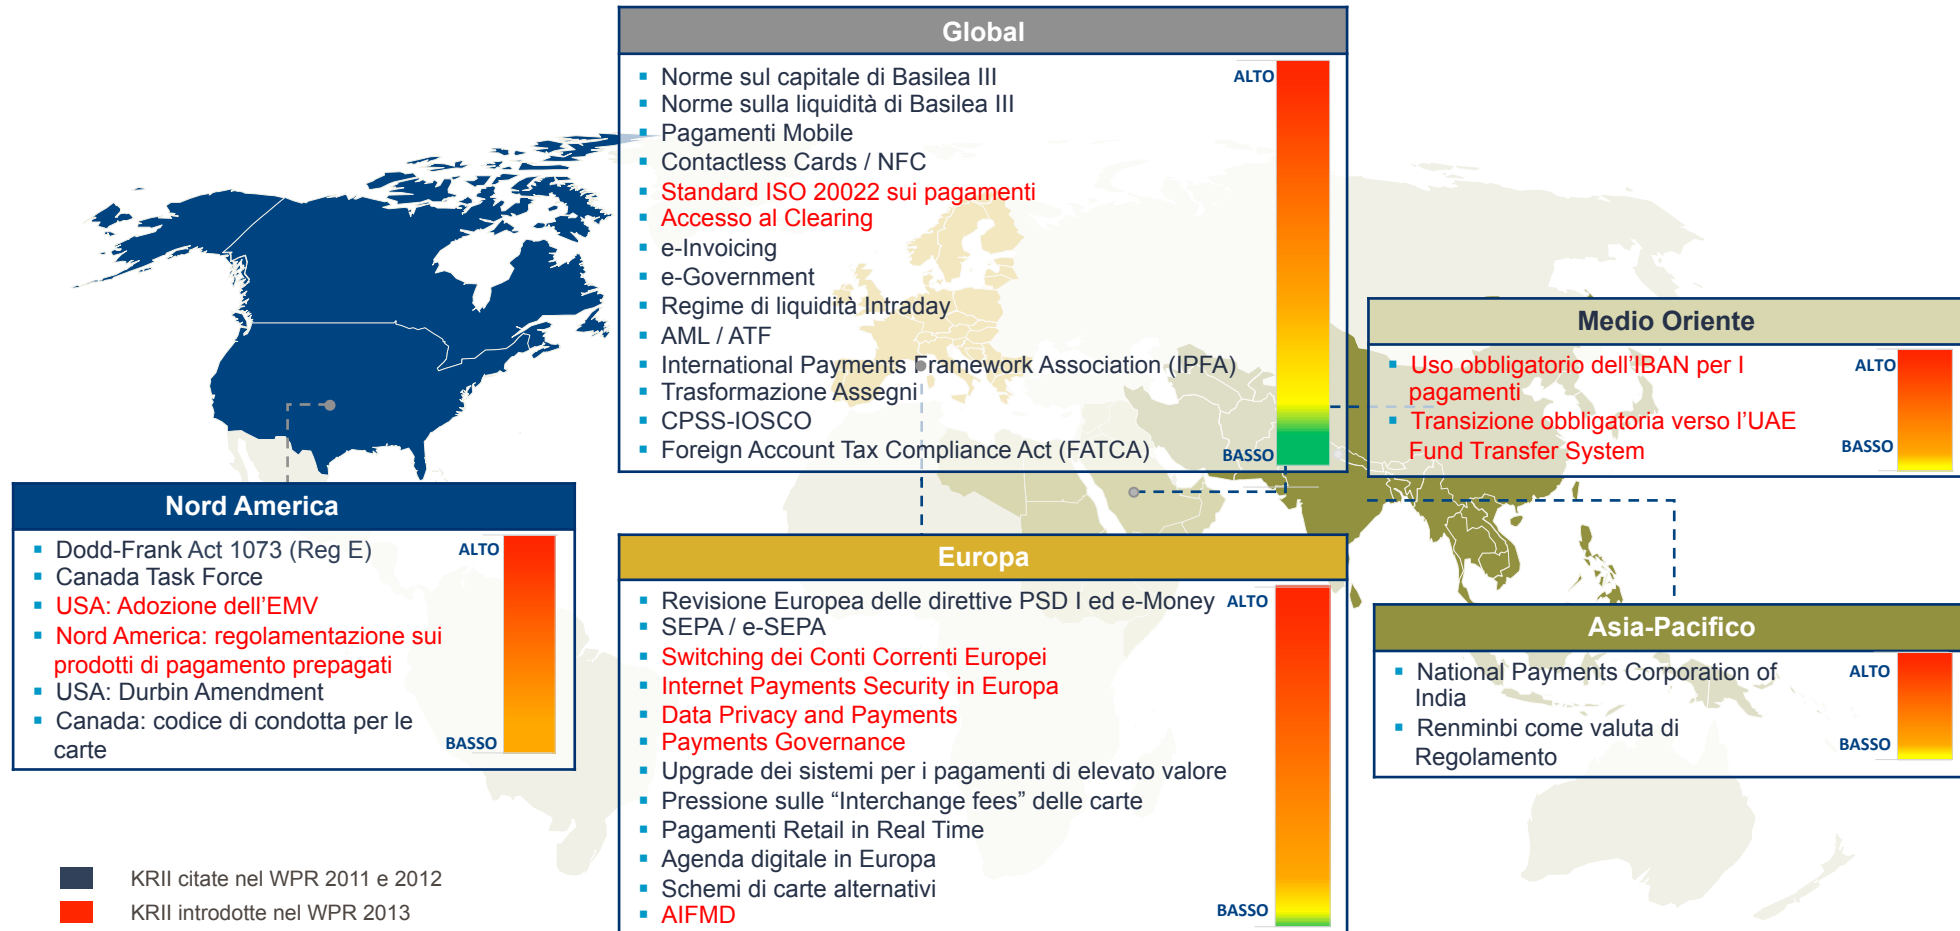 Global
ALTO
Norme sul capitale di Basilea III
Norme sulla liquidità di Basilea III
Pagamenti Mobile
Contactless Cards / NFC
Standard ISO 20022 sui pagamenti
Accesso al Clearing
e-Invoicing
e-Government
Regime di liquidità Intraday
AML / ATF
International Payments Framework Association (IPFA)
Trasformazione Assegni
CPSS-IOSCO
Foreign Account Tax Compliance Act (FATCA)
BASSO
Medio Oriente
Uso obbligatorio dell'IBAN per I
pagamenti
Transizione obbligatoria verso l'UAE
Fund Transfer System
ALTO
BASSO
Nord America
Dodd-Frank Act 1073 (Reg E)
Canada Task Force
USA: Adozione dell'EMV
Nord America: regolamentazione sui
prodotti di pagamento prepagati
USA: Durbin Amendment
Canada: codice di condotta per le
carte
ALTO
BASSO
Europa
Revisione Europea delle direttive PSD I ed e-Money
SEPA / e-SEPA
Switching dei Conti Correnti Europei
Internet Payments Security in Europa
Data Privacy and Payments
Payments Governance
Upgrade dei sistemi per i pagamenti di elevato valore
Pressione sulle “Interchange fees” delle carte
Pagamenti Retail in Real Time
Agenda digitale in Europa
Schemi di carte alternativi
AIFMD
ALTO
BASSO
Asia-Pacifico
National Payments Corporation of
India
Renminbi come valuta di
Regolamento
ALTO
BASSO
KRII citate nel WPR 2011 e 2012
KRII introdotte nel WPR 2013